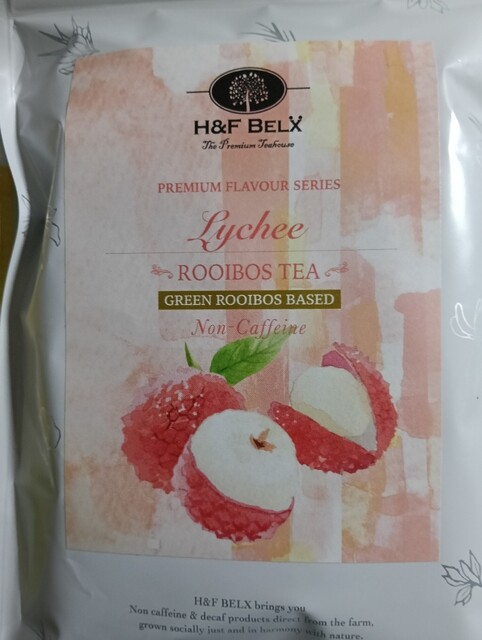 H&F BELẌ
The Premium Teahouse
PREMIUM FLAVOUR SERIES
Lychee
ROOIBOS TEA
GREEN ROOIBOS BASED
Non-Caffeine
H&F BELX brings you
Non caffeine & decaf products direct from the farm,
grown socially just and in harmony with nature.